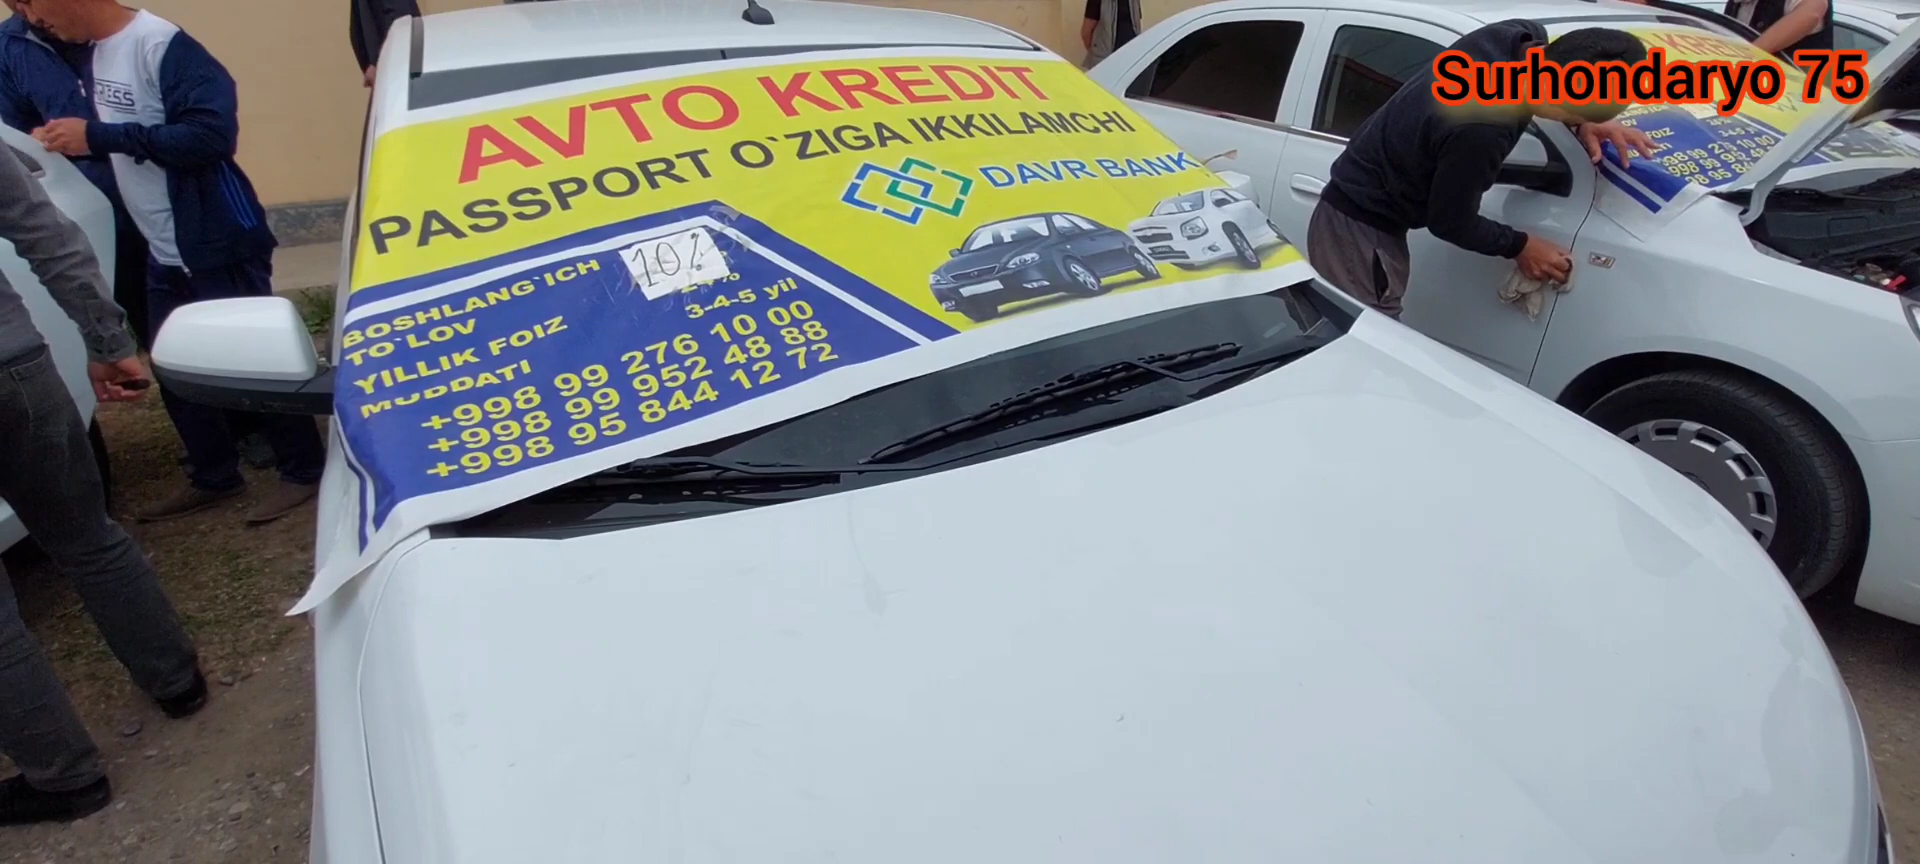 Surhondaryo 75
AVTO KREDIT
PASSPORT O`ZIGA IKKILAMCHI
DAVR BANK
BOSHLANG`ICH 10%
TO`LOV
YILLIK FOIZ
MUDDATI 3-4-5 yil
+998 99 276 10 00
+998 99 952 48 88
+998 95 844 12 72